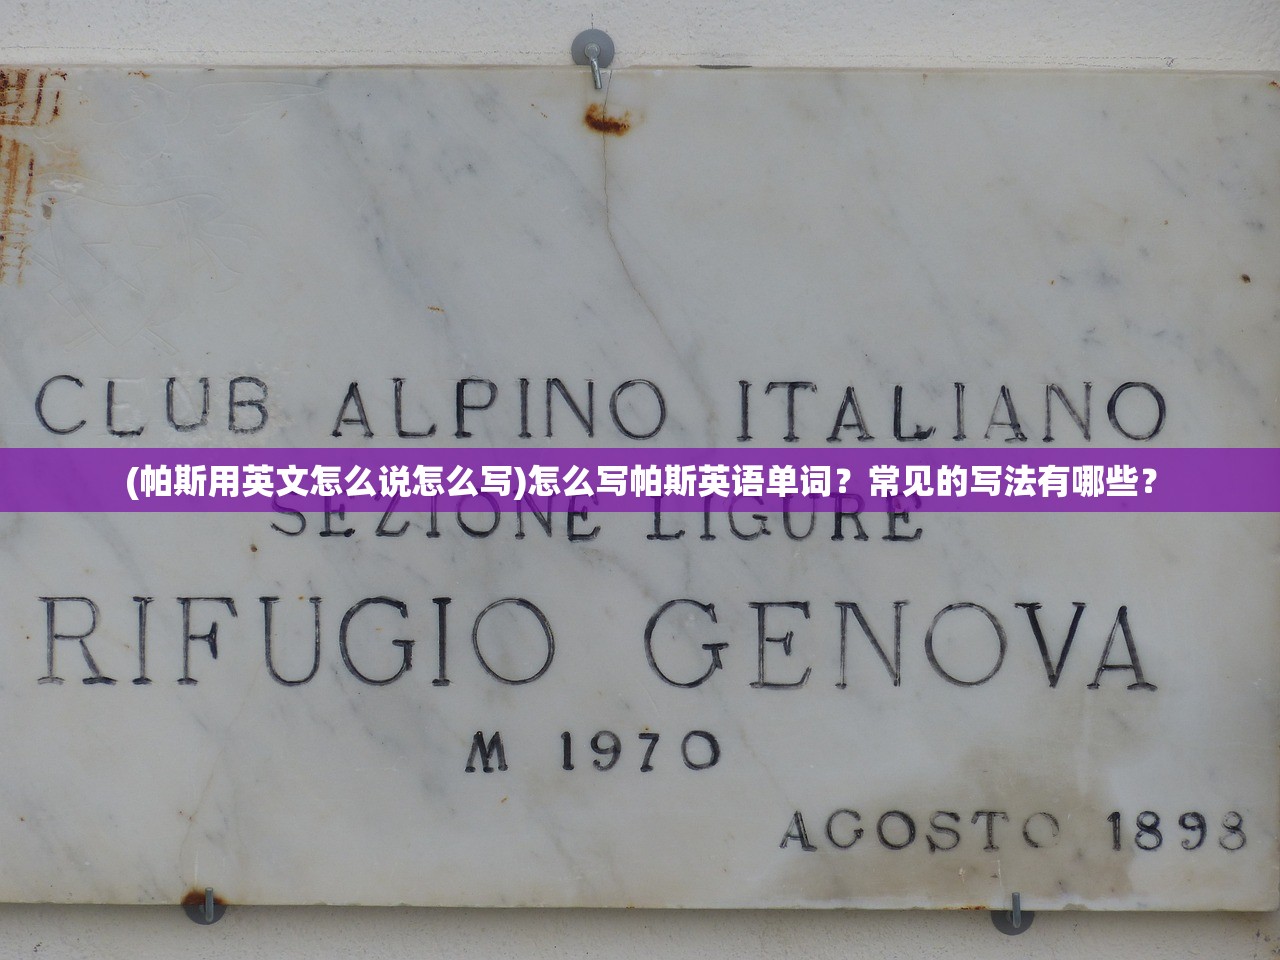 CLUB ALPINO ITALIANO
(帕斯用英文怎么说怎么写)怎么写帕斯英语单词？常见的写法有哪些？
SEZIONE LIGURE
RIFUGIO GENOVA
M 1970
AGOSTO 1898